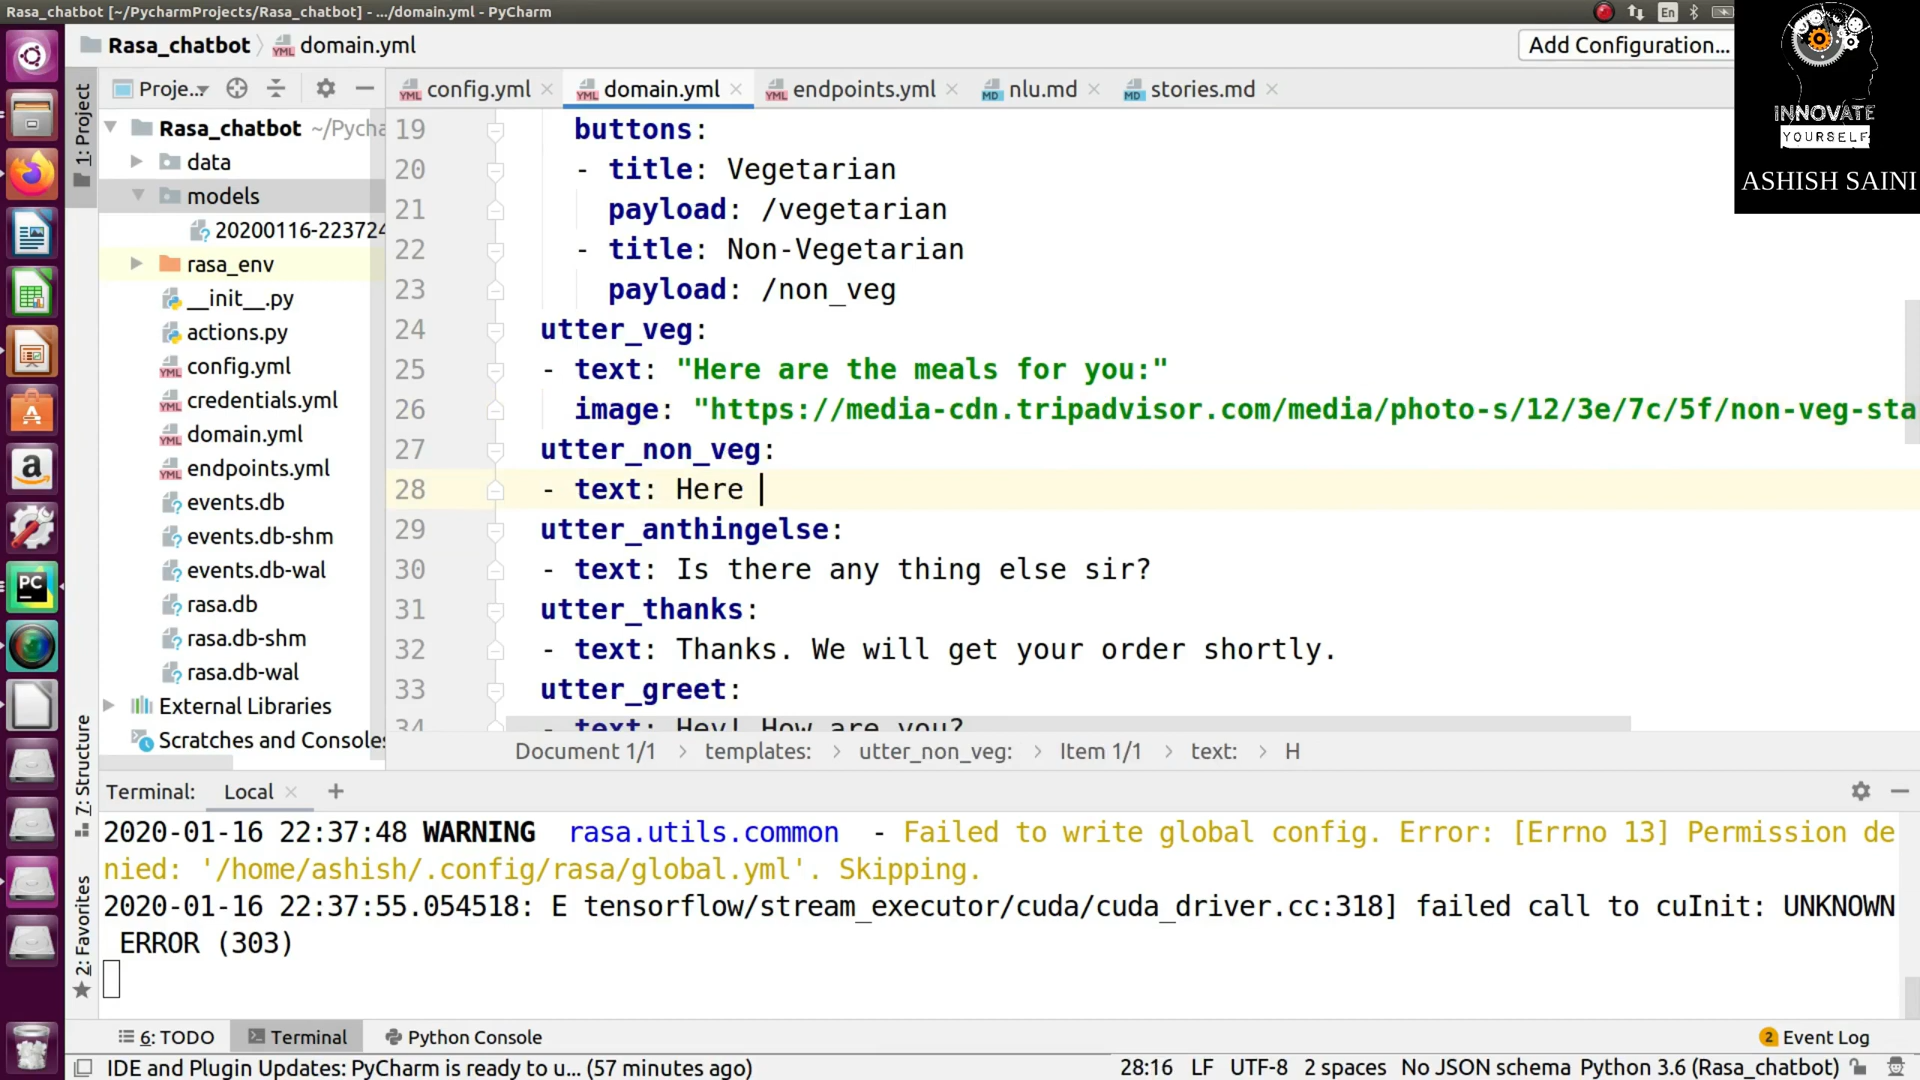 Rasa_chatbot [~/PycharmProjects/Rasa_chatbot] - .../domain.yml - PyCharm
En
Rasa_chatbot
domain.yml
Add Configuration...
INNOVATE
YOURSELF
ASHISH SAINI
1: Project
Proje...
config.yml
domain.yml
endpoints.yml
nlu.md
stories.md
Rasa_chatbot ~/Pycha
data
models
20200116-223724
rasa_env
__init__.py
actions.py
config.yml
credentials.yml
domain.yml
endpoints.yml
events.db
events.db-shm
events.db-wal
rasa.db
rasa.db-shm
rasa.db-wal
External Libraries
Scratches and Consoles
7: Structure
2: Favorites
19 buttons:
20 - title: Vegetarian
21 payload: /vegetarian
22 - title: Non-Vegetarian
23 payload: /non_veg
24 utter_veg:
25 - text: "Here are the meals for you:"
26 image: "https://media-cdn.tripadvisor.com/media/photo-s/12/3e/7c/5f/non-veg-sta
27 utter_non_veg:
28 - text: Here
29 utter_anthingelse:
30 - text: Is there any thing else sir?
31 utter_thanks:
32 - text: Thanks. We will get your order shortly.
33 utter_greet:
34 - text: Hey! How are you?
Document 1/1 > templates: > utter_non_veg: > Item 1/1 > text: > H
Terminal: Local
2020-01-16 22:37:48 WARNING rasa.utils.common - Failed to write global config. Error: [Errno 13] Permission de
nied: '/home/ashish/.config/rasa/global.yml'. Skipping.
2020-01-16 22:37:55.054518: E tensorflow/stream_executor/cuda/cuda_driver.cc:318] failed call to cuInit: UNKNOWN
ERROR (303)
6: TODO
Terminal
Python Console
2 Event Log
IDE and Plugin Updates: PyCharm is ready to u... (57 minutes ago)
28:16 LF UTF-8 2 spaces No JSON schema Python 3.6 (Rasa_chatbot)